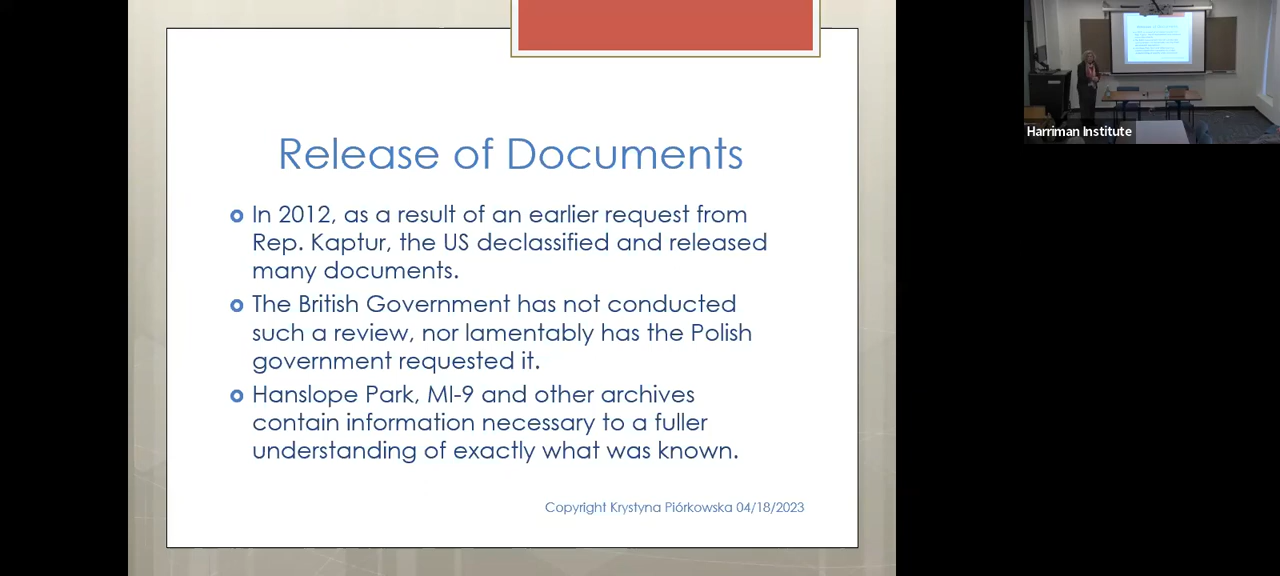 Release of Documents
In 2012, as a result of an earlier request from
Rep. Kaptur, the US declassified and released
many documents.
The British Government has not conducted
such a review, nor lamentably has the Polish
government requested it.
Hanslope Park, MI-9 and other archives
contain information necessary to a fuller
understanding of exactly what was known.
Copyright Krystyna Piórkowska 04/18/2023
Harriman Institute